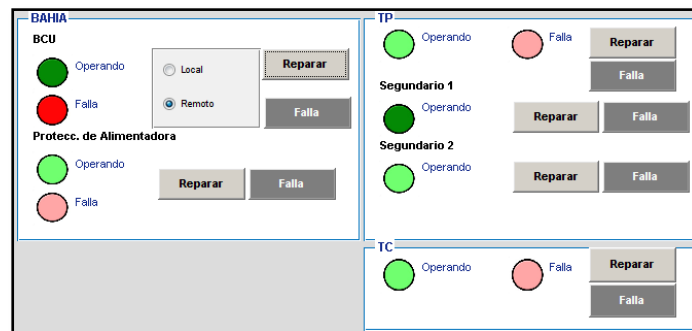 BAHIA
BCU
Operando
Local
Reparar
Falla
Remoto
Falla
Protecc. de Alimentadora
Operando
Reparar
Falla
Falla
TP
Operando
Falla
Reparar
Falla
Segundario 1
Operando
Reparar
Falla
Segundario 2
Operando
Reparar
Falla
TC
Operando
Falla
Reparar
Falla